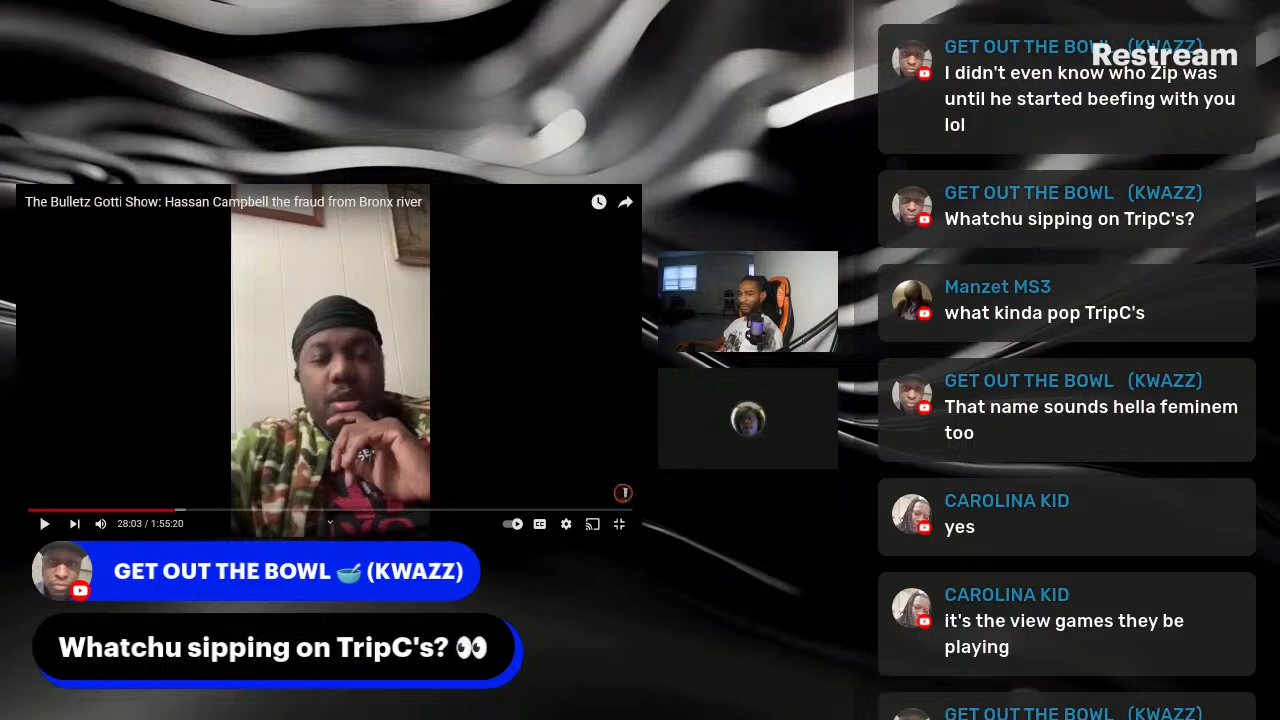 The Bulletz Gotti Show: Hassan Campbell the fraud from Bronx river
28:03 / 1:55:20
GET OUT THE BOWL 🥣 (KWAZZ)
Whatchu sipping on TripC's? 👀
Restream
GET OUT THE BOWL (KWAZZ)
I didn't even know who Zip was
until he started beefing with you
lol
GET OUT THE BOWL (KWAZZ)
Whatchu sipping on TripC's?
Manzet MS3
what kinda pop TripC's
GET OUT THE BOWL (KWAZZ)
That name sounds hella feminem
too
CAROLINA KID
yes
CAROLINA KID
it's the view games they be
playing
GET OUT THE BOWL (KWAZZ)